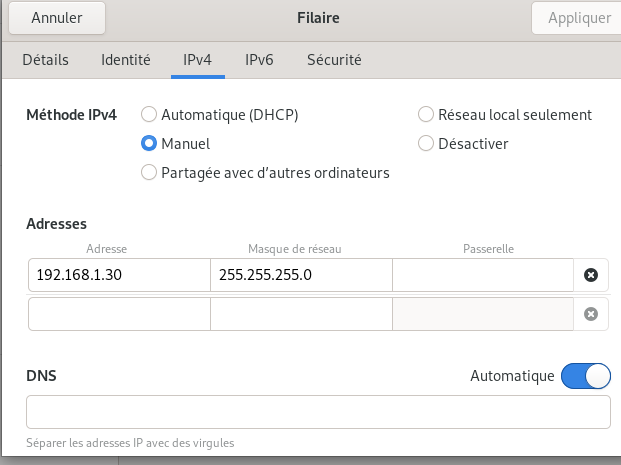 Annuler Filaire Appliquer
Détails Identité IPv4 IPv6 Sécurité
Méthode IPv4 Automatique (DHCP) Réseau local seulement
Manuel Désactiver
Partagée avec d’autres ordinateurs
Adresses
Adresse Masque de réseau Passerelle
192.168.1.30 255.255.255.0
DNS Automatique
Séparer les adresses IP avec des virgules